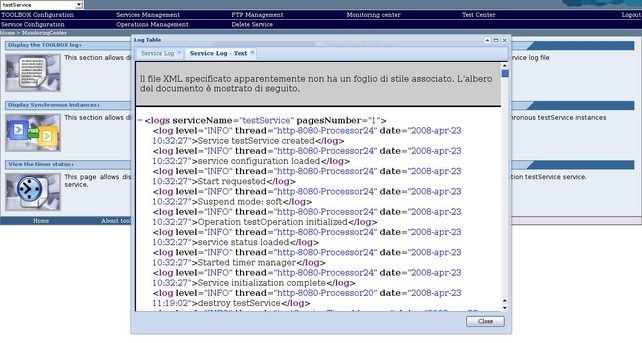 testService
TOOLBOX Configuration Services Management FTP Management Monitoring center Test Center Logout
Service Configuration Operations Management Delete Service
Home > MonitoringCenter
Display the TOOLBOX log›
This section allows di
service log file
Display Synchronous Instances›
This section allows di
chronous testService instances
View the timer status›
This page allows dis
service.
tion testService service.
Home About tool
Log Table
Service Log Service Log - Text
Il file XML specificato apparentemente non ha un foglio di stile associato. L'albero
del documento è mostrato di seguito.
−<logs serviceName="testService" pagesNumber="1">
<log level="INFO" thread="http-8080-Processor24" date="2008-apr-23
10:32:27">Service testService created</log>
<log level="INFO" thread="http-8080-Processor24" date="2008-apr-23
10:32:27">service configuration loaded</log>
<log level="INFO" thread="http-8080-Processor24" date="2008-apr-23
10:32:27">Start requested</log>
<log level="INFO" thread="http-8080-Processor24" date="2008-apr-23
10:32:27">Suspend mode: soft</log>
<log level="INFO" thread="http-8080-Processor24" date="2008-apr-23
10:32:27">Operation testOperation initialized</log>
<log level="INFO" thread="http-8080-Processor24" date="2008-apr-23
10:32:27">service status loaded</log>
<log level="INFO" thread="http-8080-Processor24" date="2008-apr-23
10:32:27">Started timer manager</log>
<log level="INFO" thread="http-8080-Processor24" date="2008-apr-23
10:32:27">Service initialization complete</log>
<log level="INFO" thread="http-8080-Processor20" date="2008-apr-23
11:19:02">destroy testService</log>
Close